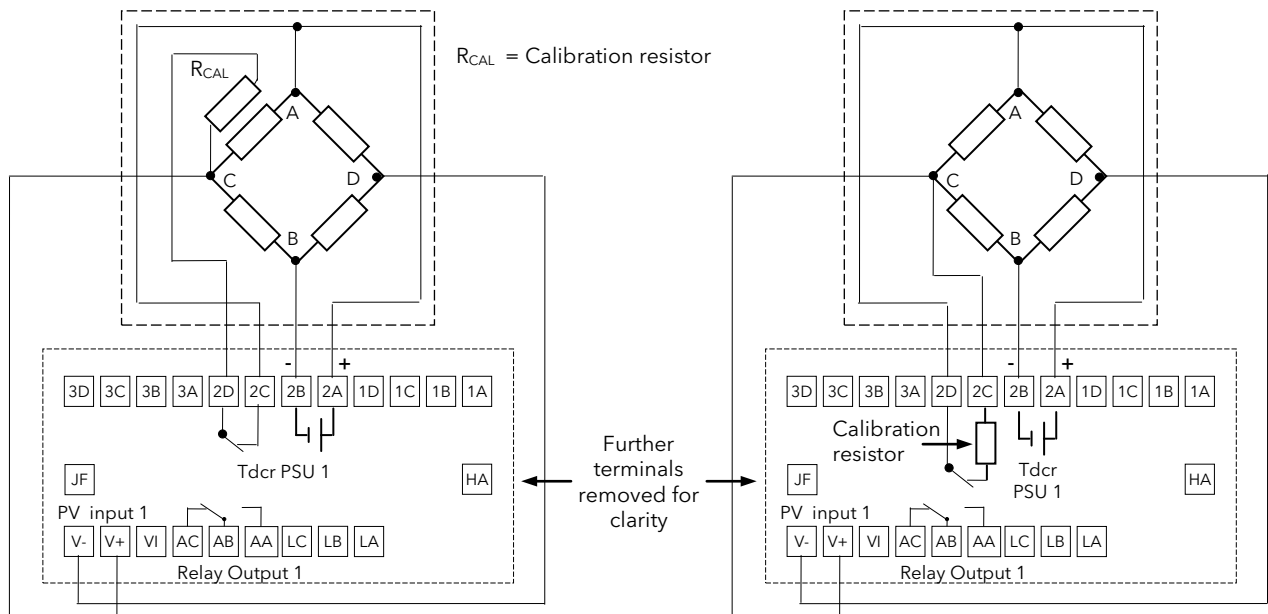 R_CAL = Calibration resistor
R_CAL
A
C
D
B
- +
3D 3C 3B 3A 2D 2C 2B 2A 1D 1C 1B 1A
Tdcr PSU 1
JF
HA
PV input 1
V- V+ VI AC AB AA LC LB LA
Relay Output 1
Further
terminals
removed for
clarity
A
C
D
B
- +
3D 3C 3B 3A 2D 2C 2B 2A 1D 1C 1B 1A
Calibration
resistor
Tdcr
PSU 1
JF
HA
PV input 1
V- V+ VI AC AB AA LC LB LA
Relay Output 1